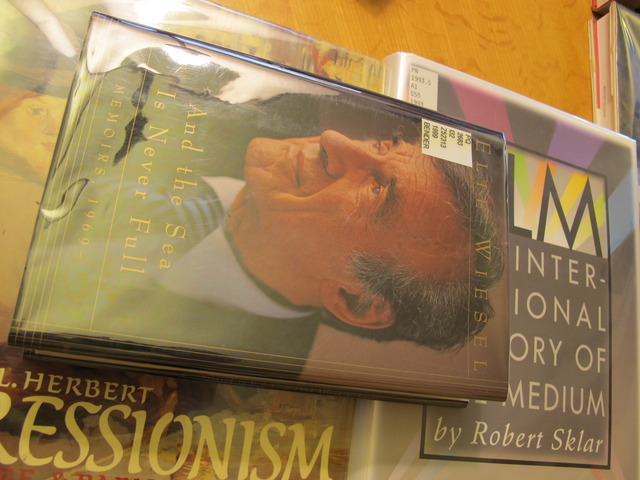 M
INTER-
IONAL
ORY OF
MEDIUM
by Robert Sklar
ELIE WIESEL
PQ
2683
I32
Z52313
1999
BENDER
And the Sea
Is Never Full
MEMOIRS, 1969-
L. HERBERT
ESSIONISM